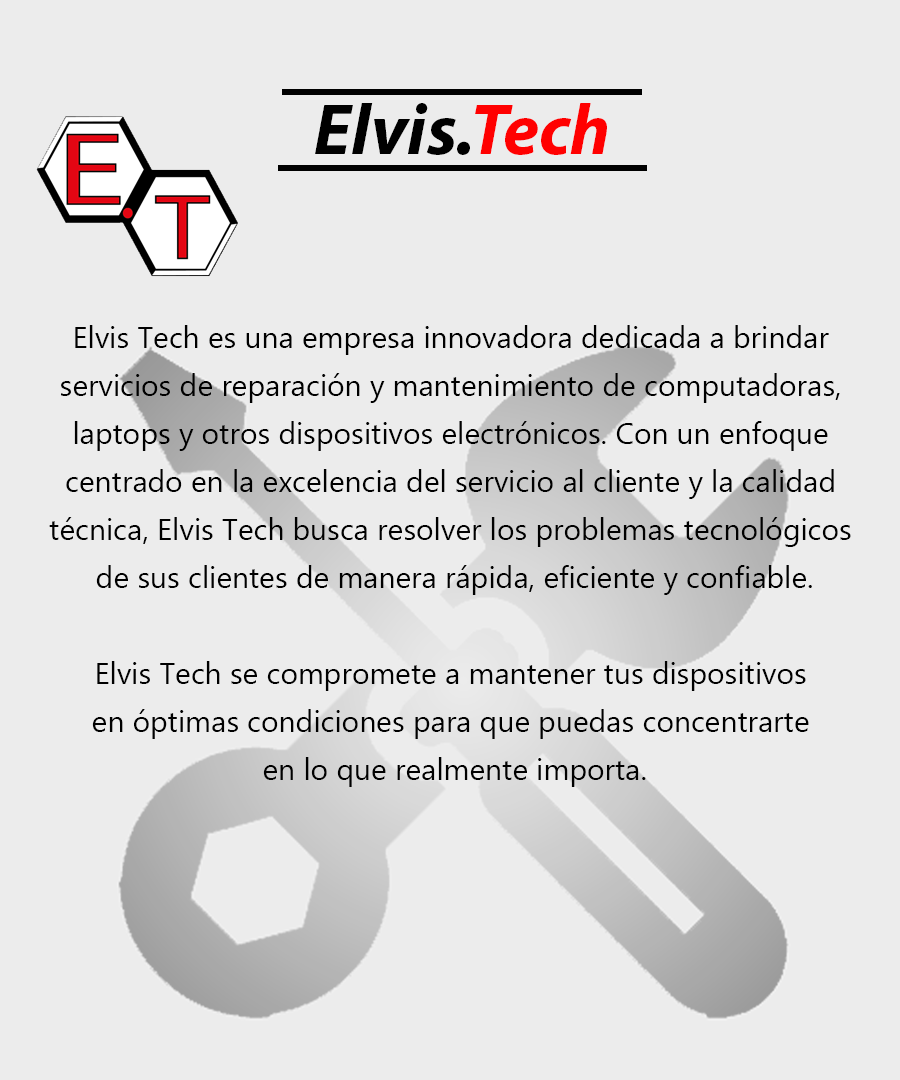 Elvis.Tech
E.T
Elvis Tech es una empresa innovadora dedicada a brindar
servicios de reparación y mantenimiento de computadoras,
laptops y otros dispositivos electrónicos. Con un enfoque
centrado en la excelencia del servicio al cliente y la calidad
técnica, Elvis Tech busca resolver los problemas tecnológicos
de sus clientes de manera rápida, eficiente y confiable.
Elvis Tech se compromete a mantener tus dispositivos
en óptimas condiciones para que puedas concentrarte
en lo que realmente importa.